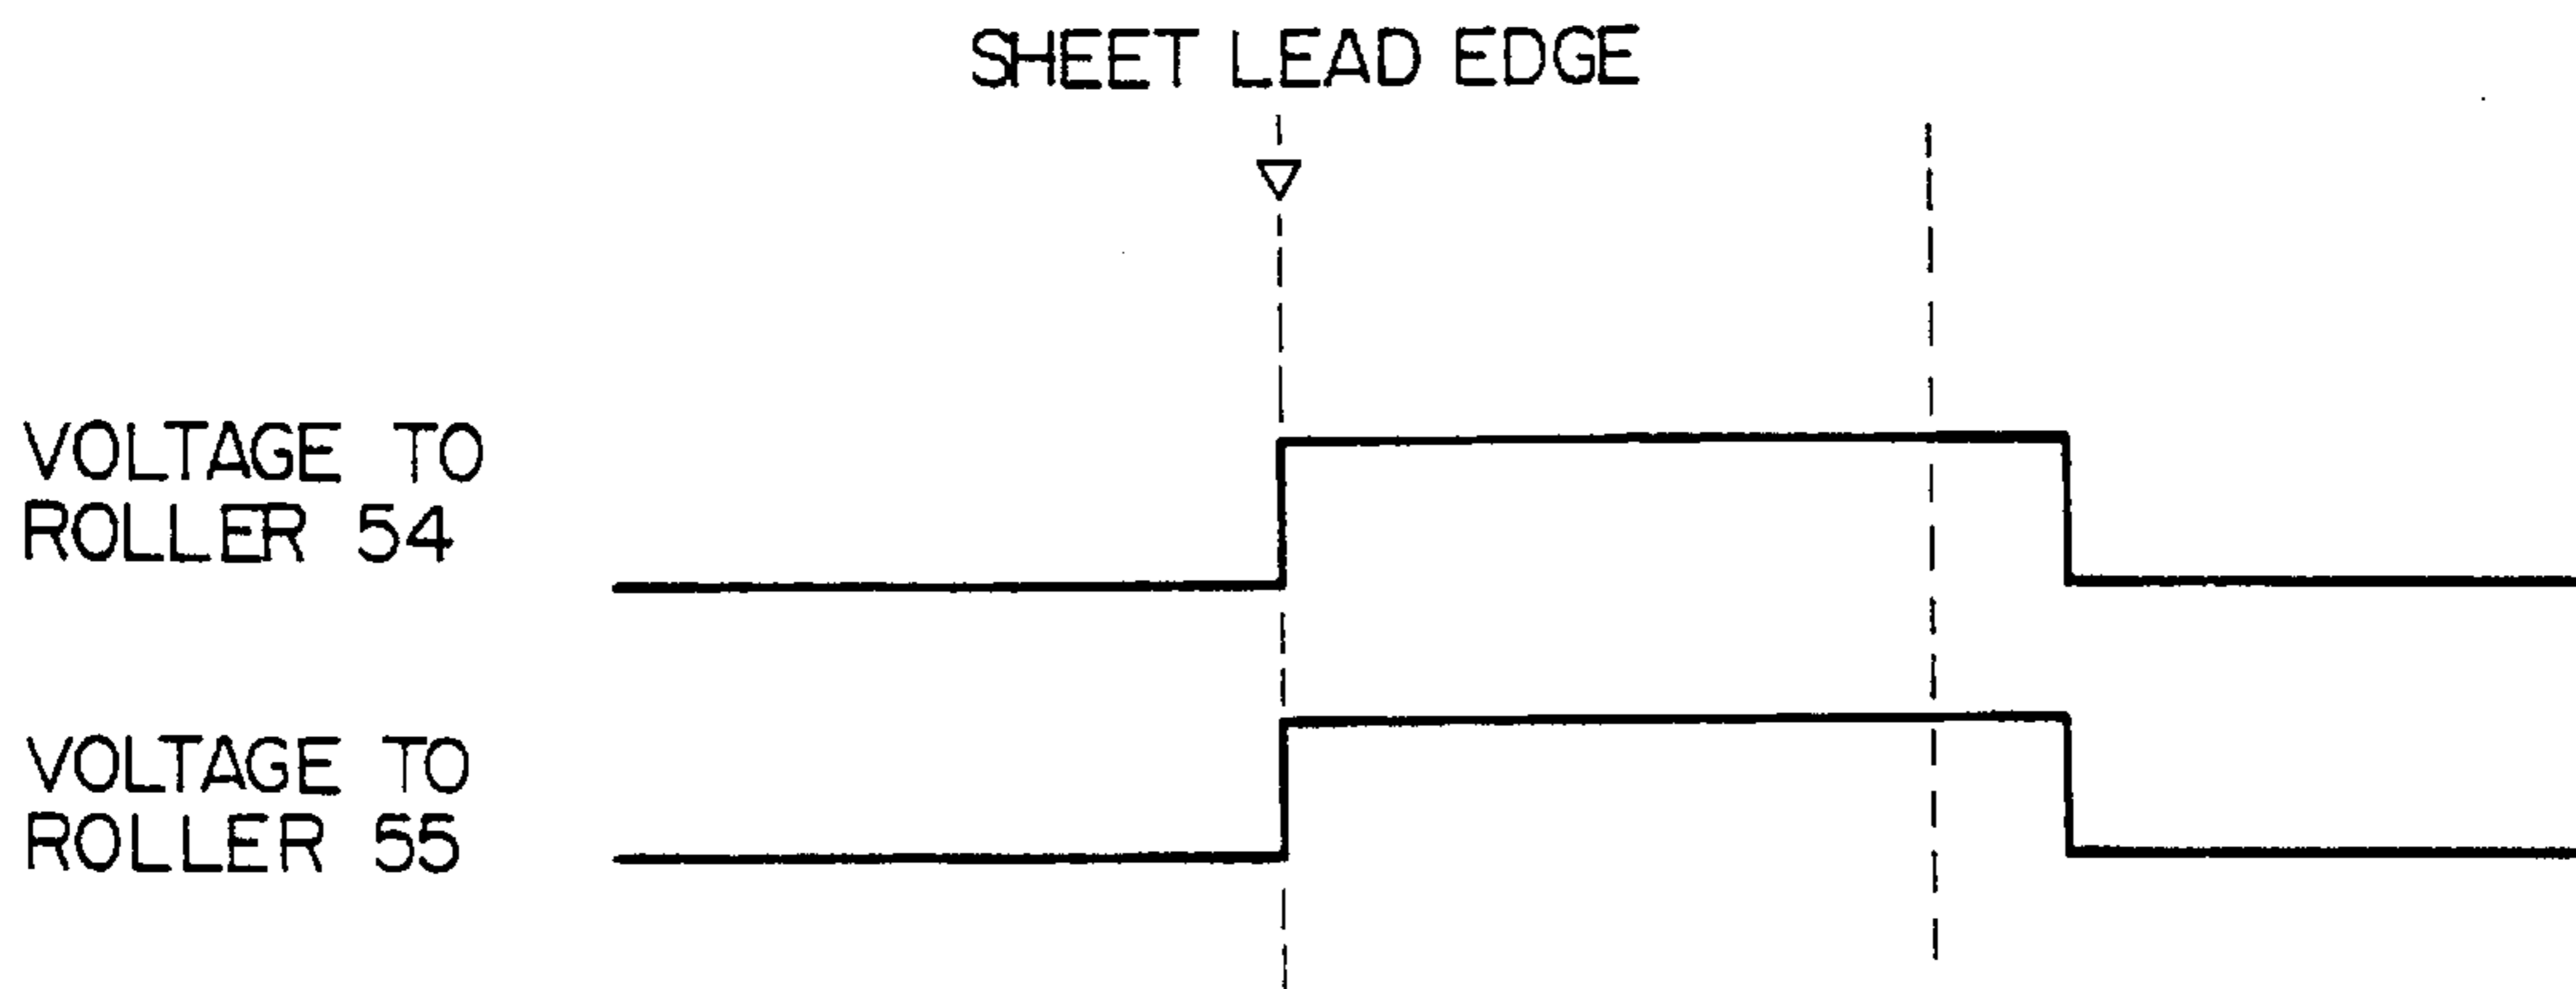 SHEET LEAD EDGE
VOLTAGE TO
ROLLER 54
VOLTAGE TO
ROLLER 55